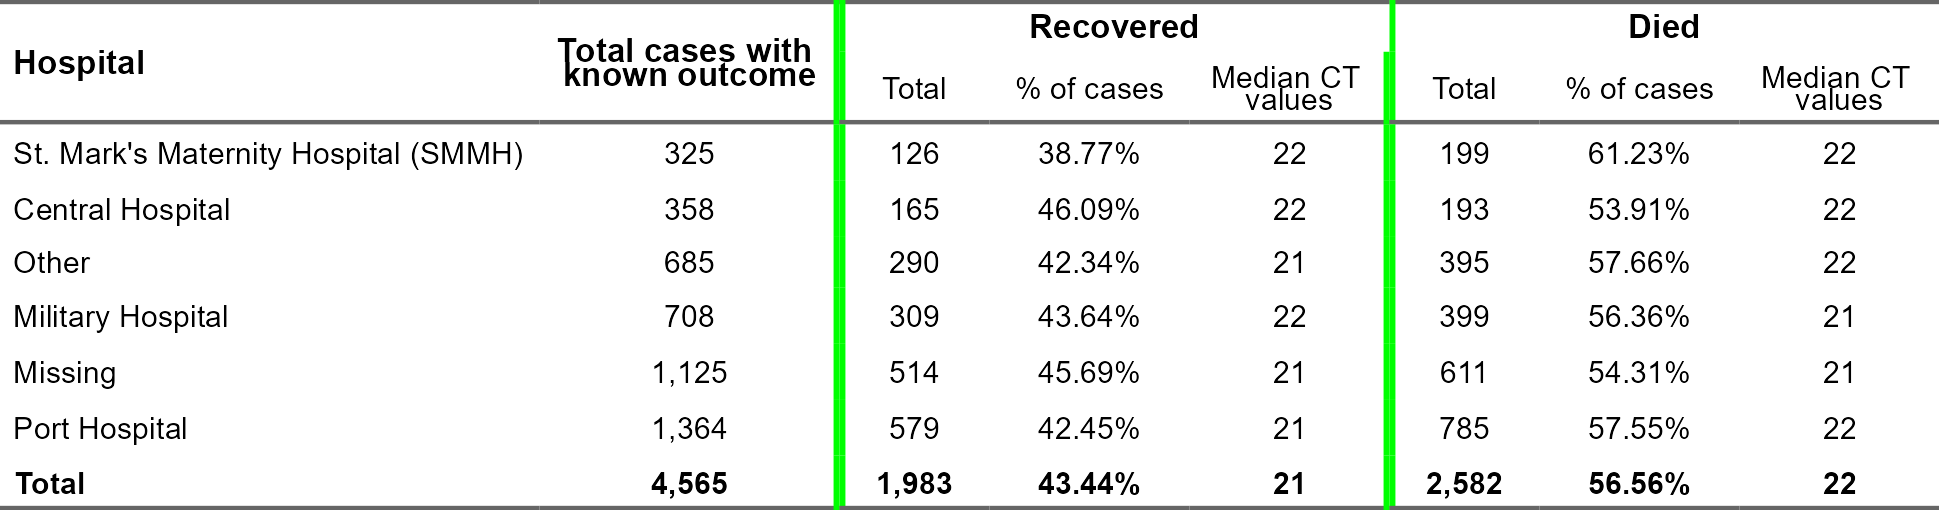 Hospital Total cases with known outcome Recovered Died
Total % of cases Median CT values Total % of cases Median CT values
St. Mark's Maternity Hospital (SMMH) 325 126 38.77% 22 199 61.23% 22
Central Hospital 358 165 46.09% 22 193 53.91% 22
Other 685 290 42.34% 21 395 57.66% 22
Military Hospital 708 309 43.64% 22 399 56.36% 21
Missing 1,125 514 45.69% 21 611 54.31% 21
Port Hospital 1,364 579 42.45% 21 785 57.55% 22
Total 4,565 1,983 43.44% 21 2,582 56.56% 22